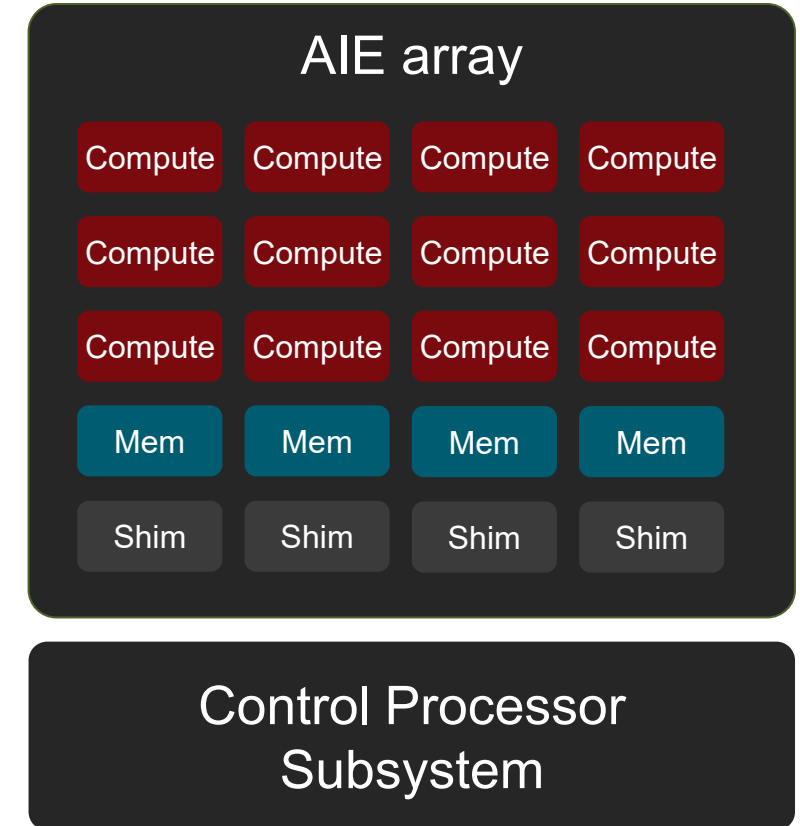 AIE array
Compute Compute Compute Compute
Compute Compute Compute Compute
Compute Compute Compute Compute
Mem Mem Mem Mem
Shim Shim Shim Shim
Control Processor
Subsystem